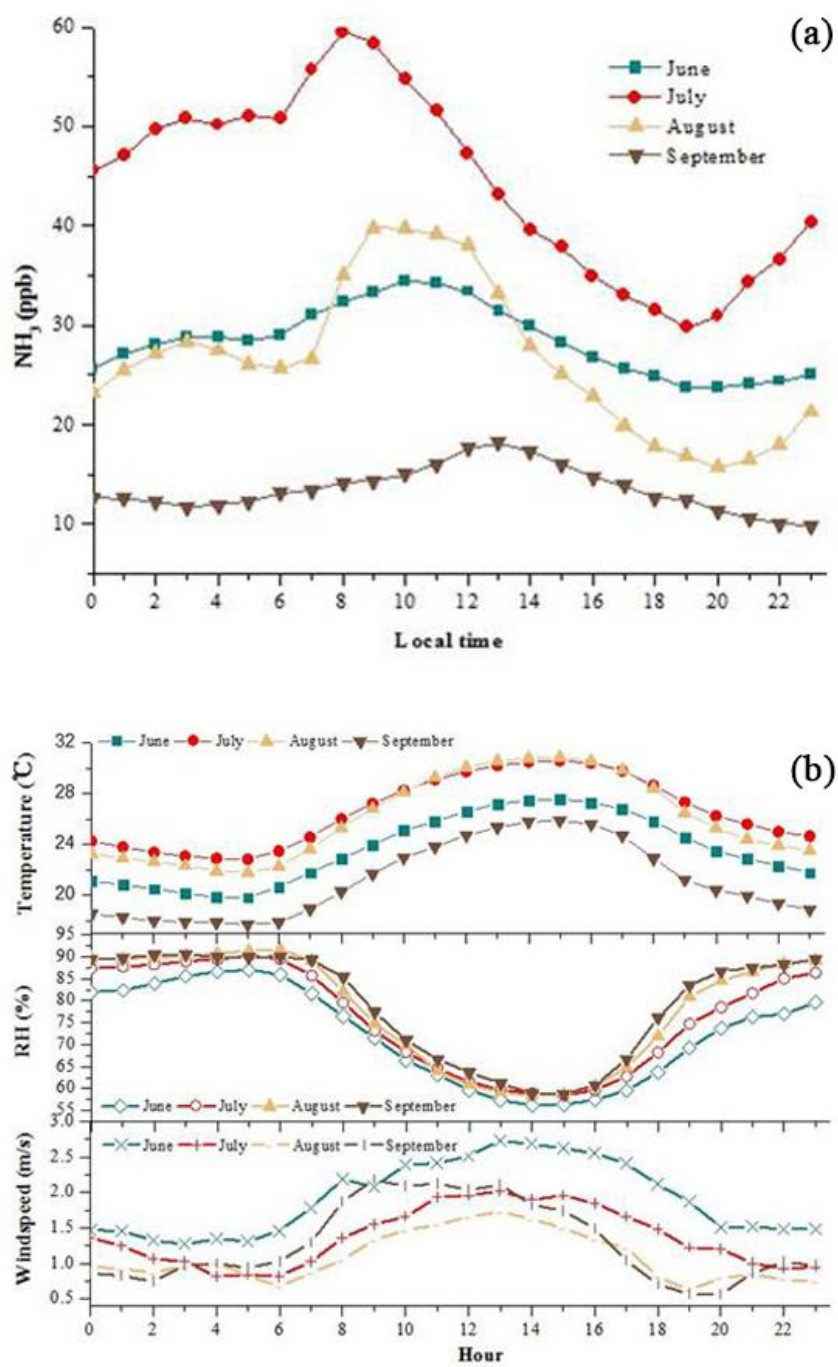 (a)
June
July
August
September
60
50
40
30
20
10
NH3 (ppb)
0 2 4 6 8 10 12 14 16 18 20 22
Local time
(b)
June July August September
32
28
24
20
Temperature (℃)
95
90
85
80
75
70
65
60
55
RH (%)
June July August September
3.0
2.5
2.0
1.5
1.0
0.5
Windspeed (m/s)
June July August September
0 2 4 6 8 10 12 14 16 18 20 22
Hour